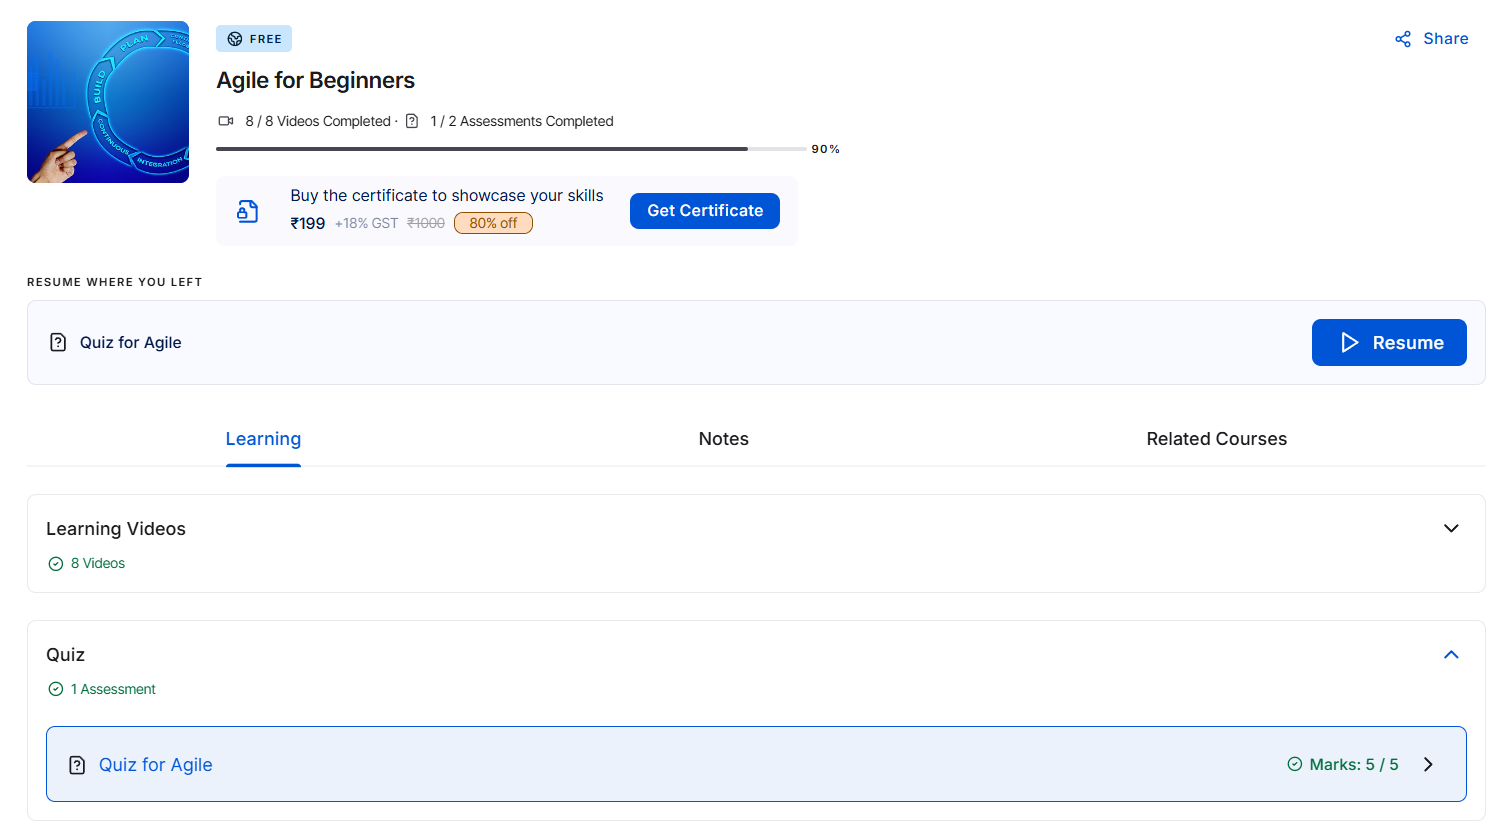 PLAN
BUILD
CONTINUOUS
INTEGRATION
FREE
Share
Agile for Beginners
8 / 8 Videos Completed · 1 / 2 Assessments Completed
90%
Buy the certificate to showcase your skills
₹199 +18% GST ₹1000 80% off
Get Certificate
RESUME WHERE YOU LEFT
Quiz for Agile
Resume
Learning Notes Related Courses
Learning Videos
8 Videos
Quiz
1 Assessment
Quiz for Agile
Marks: 5 / 5